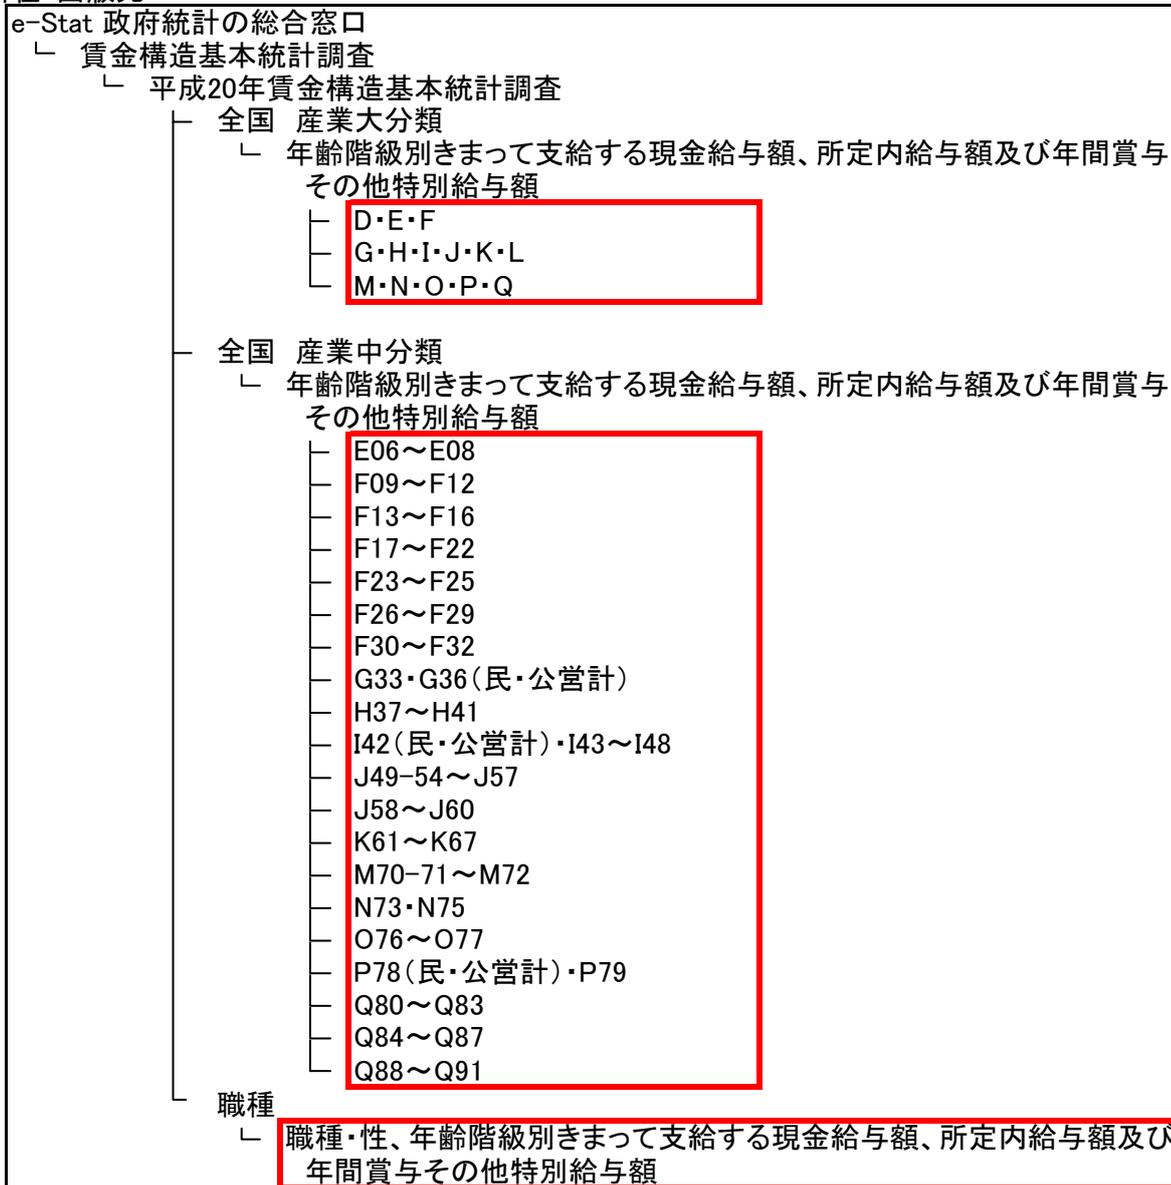 e-Stat 政府統計の総合窓口
賃金構造基本統計調査
平成20年賃金構造基本統計調査
全国 産業大分類
年齢階級別きまって支給する現金給与額、所定内給与額及び年間賞与
その他特別給与額
D・E・F
G・H・I・J・K・L
M・N・O・P・Q
全国 産業中分類
年齢階級別きまって支給する現金給与額、所定内給与額及び年間賞与
その他特別給与額
E06～E08
F09～F12
F13～F16
F17～F22
F23～F25
F26～F29
F30～F32
G33・G36（民・公営計）
H37～H41
I42（民・公営計）・I43～I48
J49-54～J57
J58～J60
K61～K67
M70-71～M72
N73・N75
O76～O77
P78（民・公営計）・P79
Q80～Q83
Q84～Q87
Q88～Q91
職種
職種・性、年齢階級別きまって支給する現金給与額、所定内給与額及び
年間賞与その他特別給与額